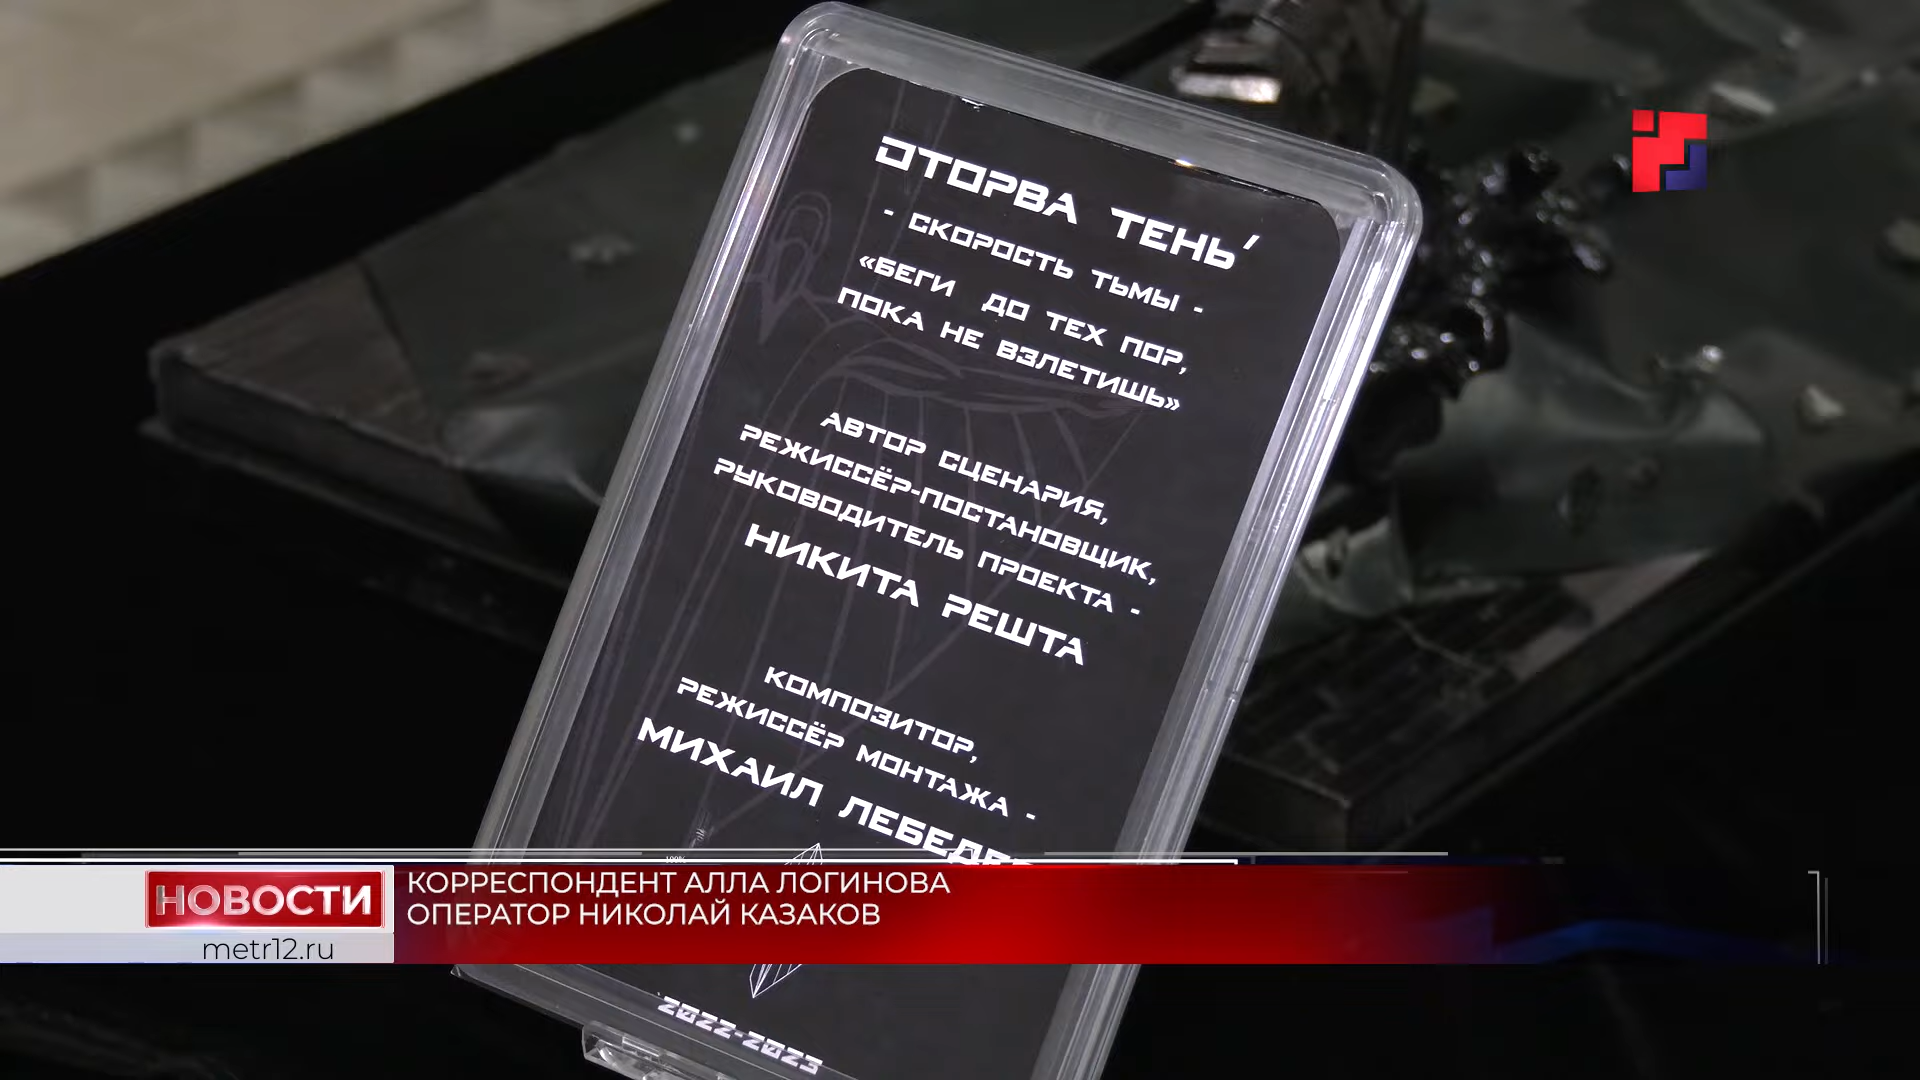 ОТОРВА ТЕНЬ'
- СКОРОСТЬ ТЬМЫ -
«БЕГИ ДО ТЕХ ПОР,
ПОКА НЕ ВЗЛЕТИШЬ»
АВТОР СЦЕНАРИЯ,
РЕЖИССЁР-ПОСТАНОВЩИК,
РУКОВОДИТЕЛЬ ПРОЕКТА -
НИКИТА РЕШТА
КОМПОЗИТОР,
РЕЖИССЁР МОНТАЖА -
МИХАИЛ
100%
НОВОСТИ
metr12.ru
КОРРЕСПОНДЕНТ АЛЛА ЛОГИНОВА
ОПЕРАТОР НИКОЛАЙ КАЗАКОВ
2022-2023